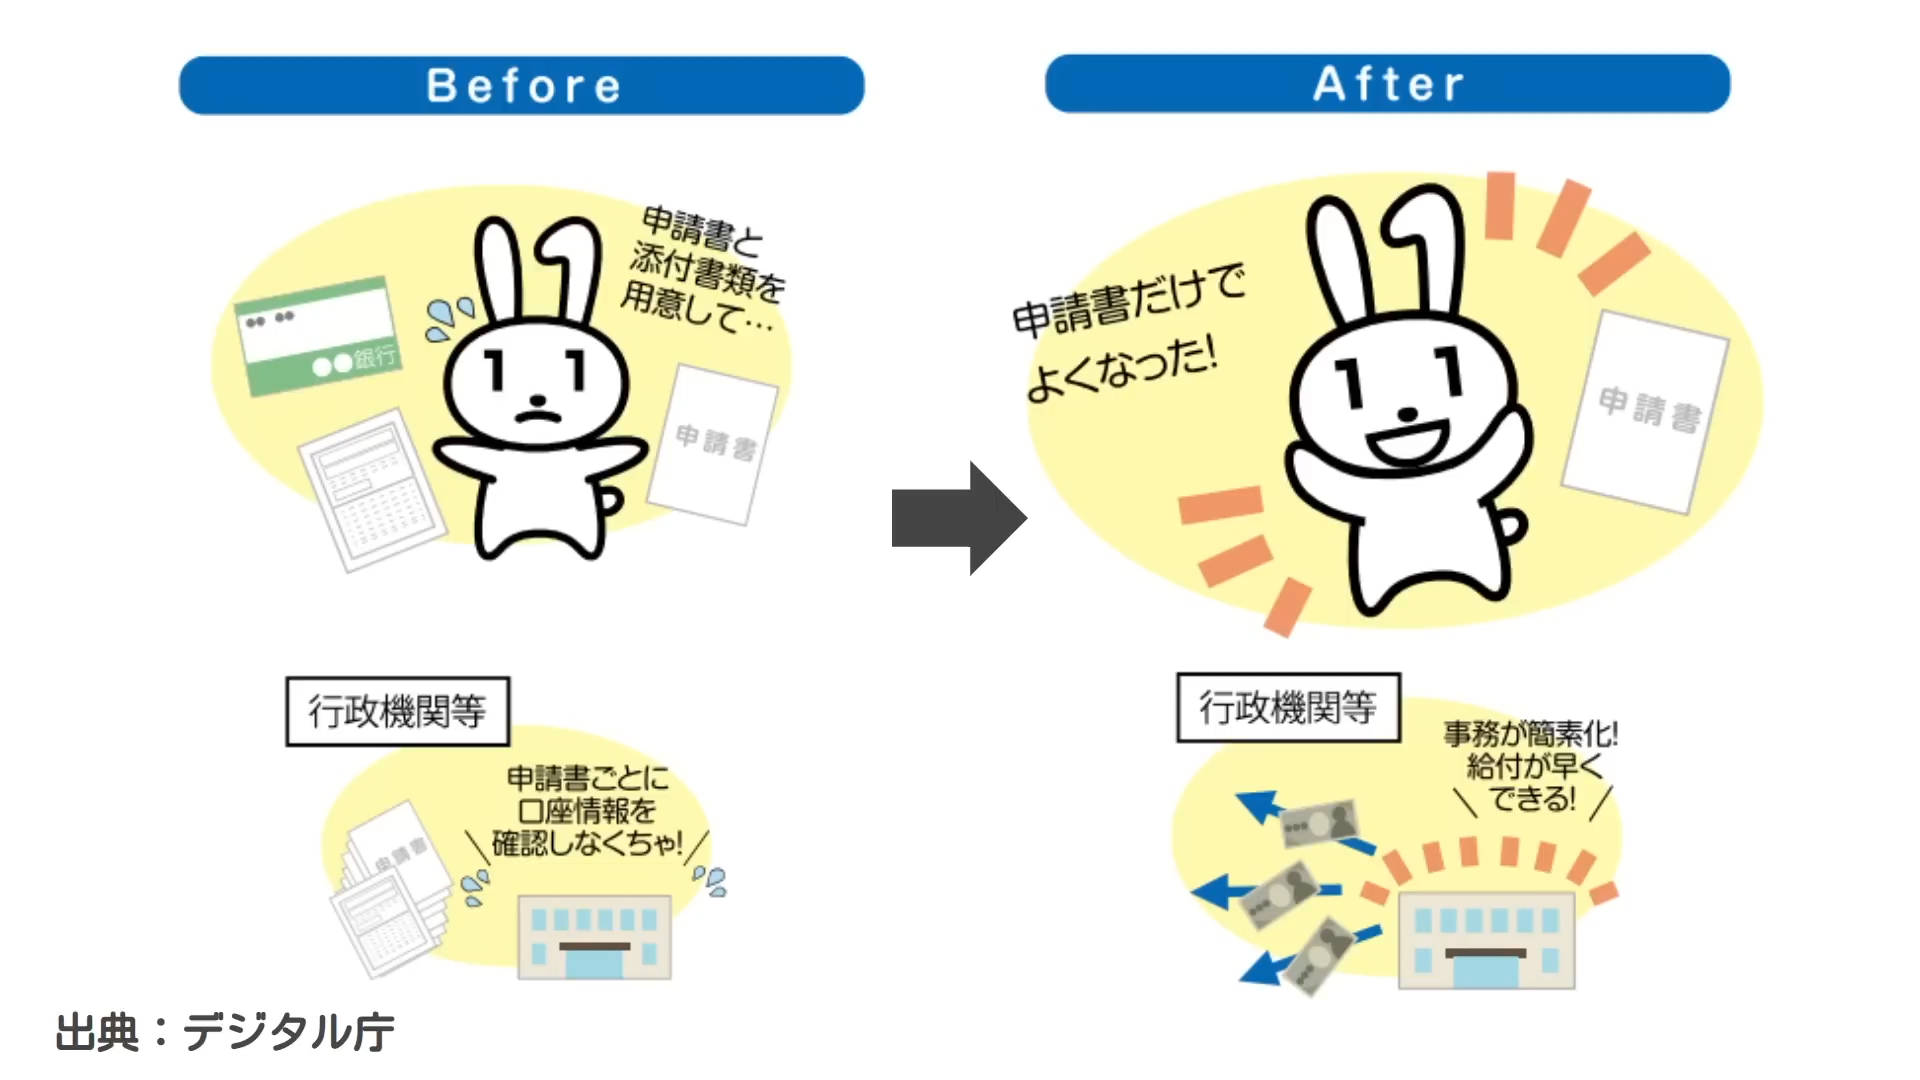 Before
申請書と
添付書類を
用意して…
●● ●●
●●銀行
申請書
行政機関等
申請書ごとに
口座情報を
確認しなくちゃ!
申請書
After
申請書だけで
よくなった!
申請書
行政機関等
事務が簡素化!
給付が早く
できる!
出典：デジタル庁